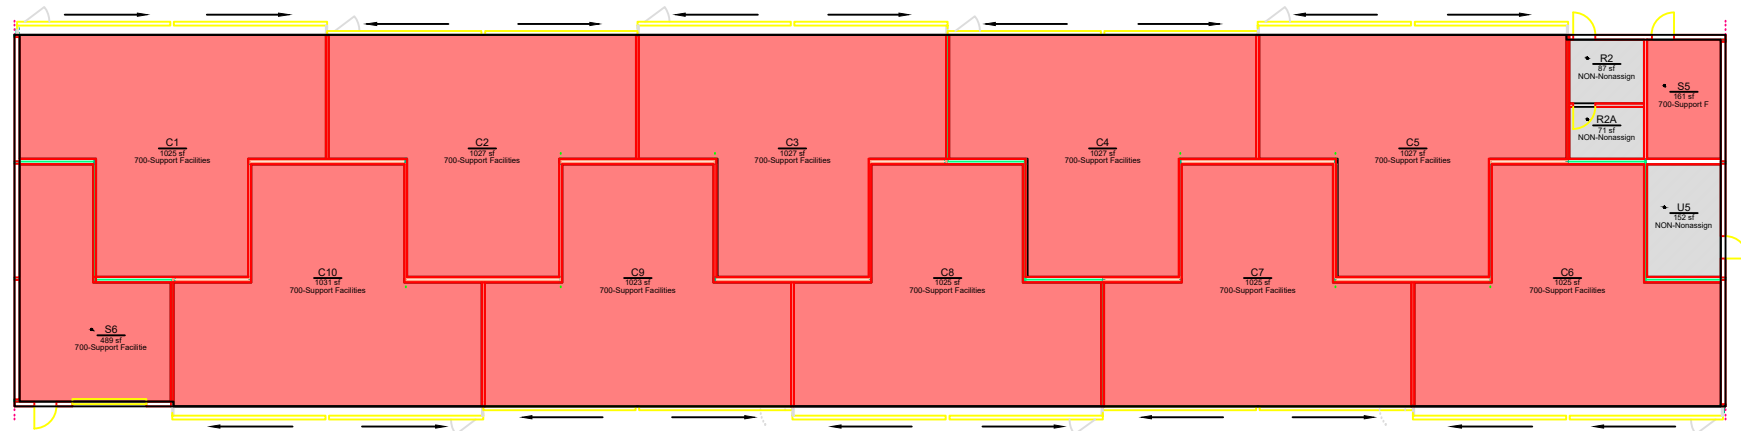 R2
87 sf
NON-Nonassign
S5
161 sf
700-Support F
R2A
71 sf
NON-Nonassign
C1
1025 sf
700-Support Facilities
C2
1027 sf
700-Support Facilities
C3
1027 sf
700-Support Facilities
C4
1027 sf
700-Support Facilities
C5
1027 sf
700-Support Facilities
U5
152 sf
NON-Nonassign
C10
1031 sf
700-Support Facilities
C9
1023 sf
700-Support Facilities
C8
1025 sf
700-Support Facilities
C7
1025 sf
700-Support Facilities
C6
1025 sf
700-Support Facilities
S6
489 sf
700-Support Facilitie